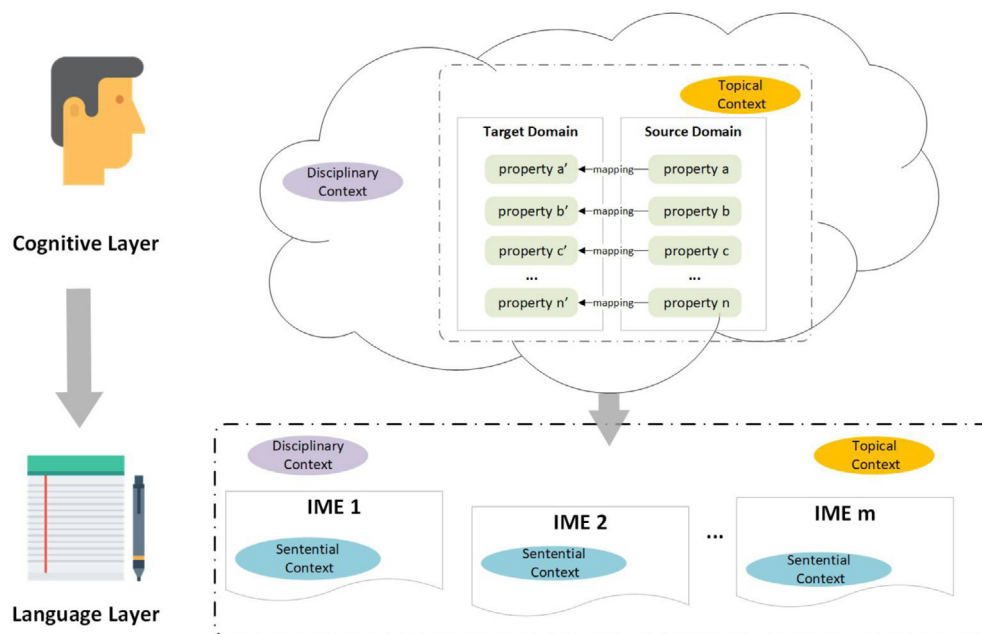 Topical
Context
Target Domain
Source Domain
Disciplinary
Context
property a’
mapping
property a
property b’
mapping
property b
Cognitive Layer
property c’
mapping
property c
...
...
property n’
mapping
property n
Disciplinary
Context
Topical
Context
IME 1
IME 2
...
IME m
Sentential
Context
Sentential
Context
Sentential
Context
Language Layer